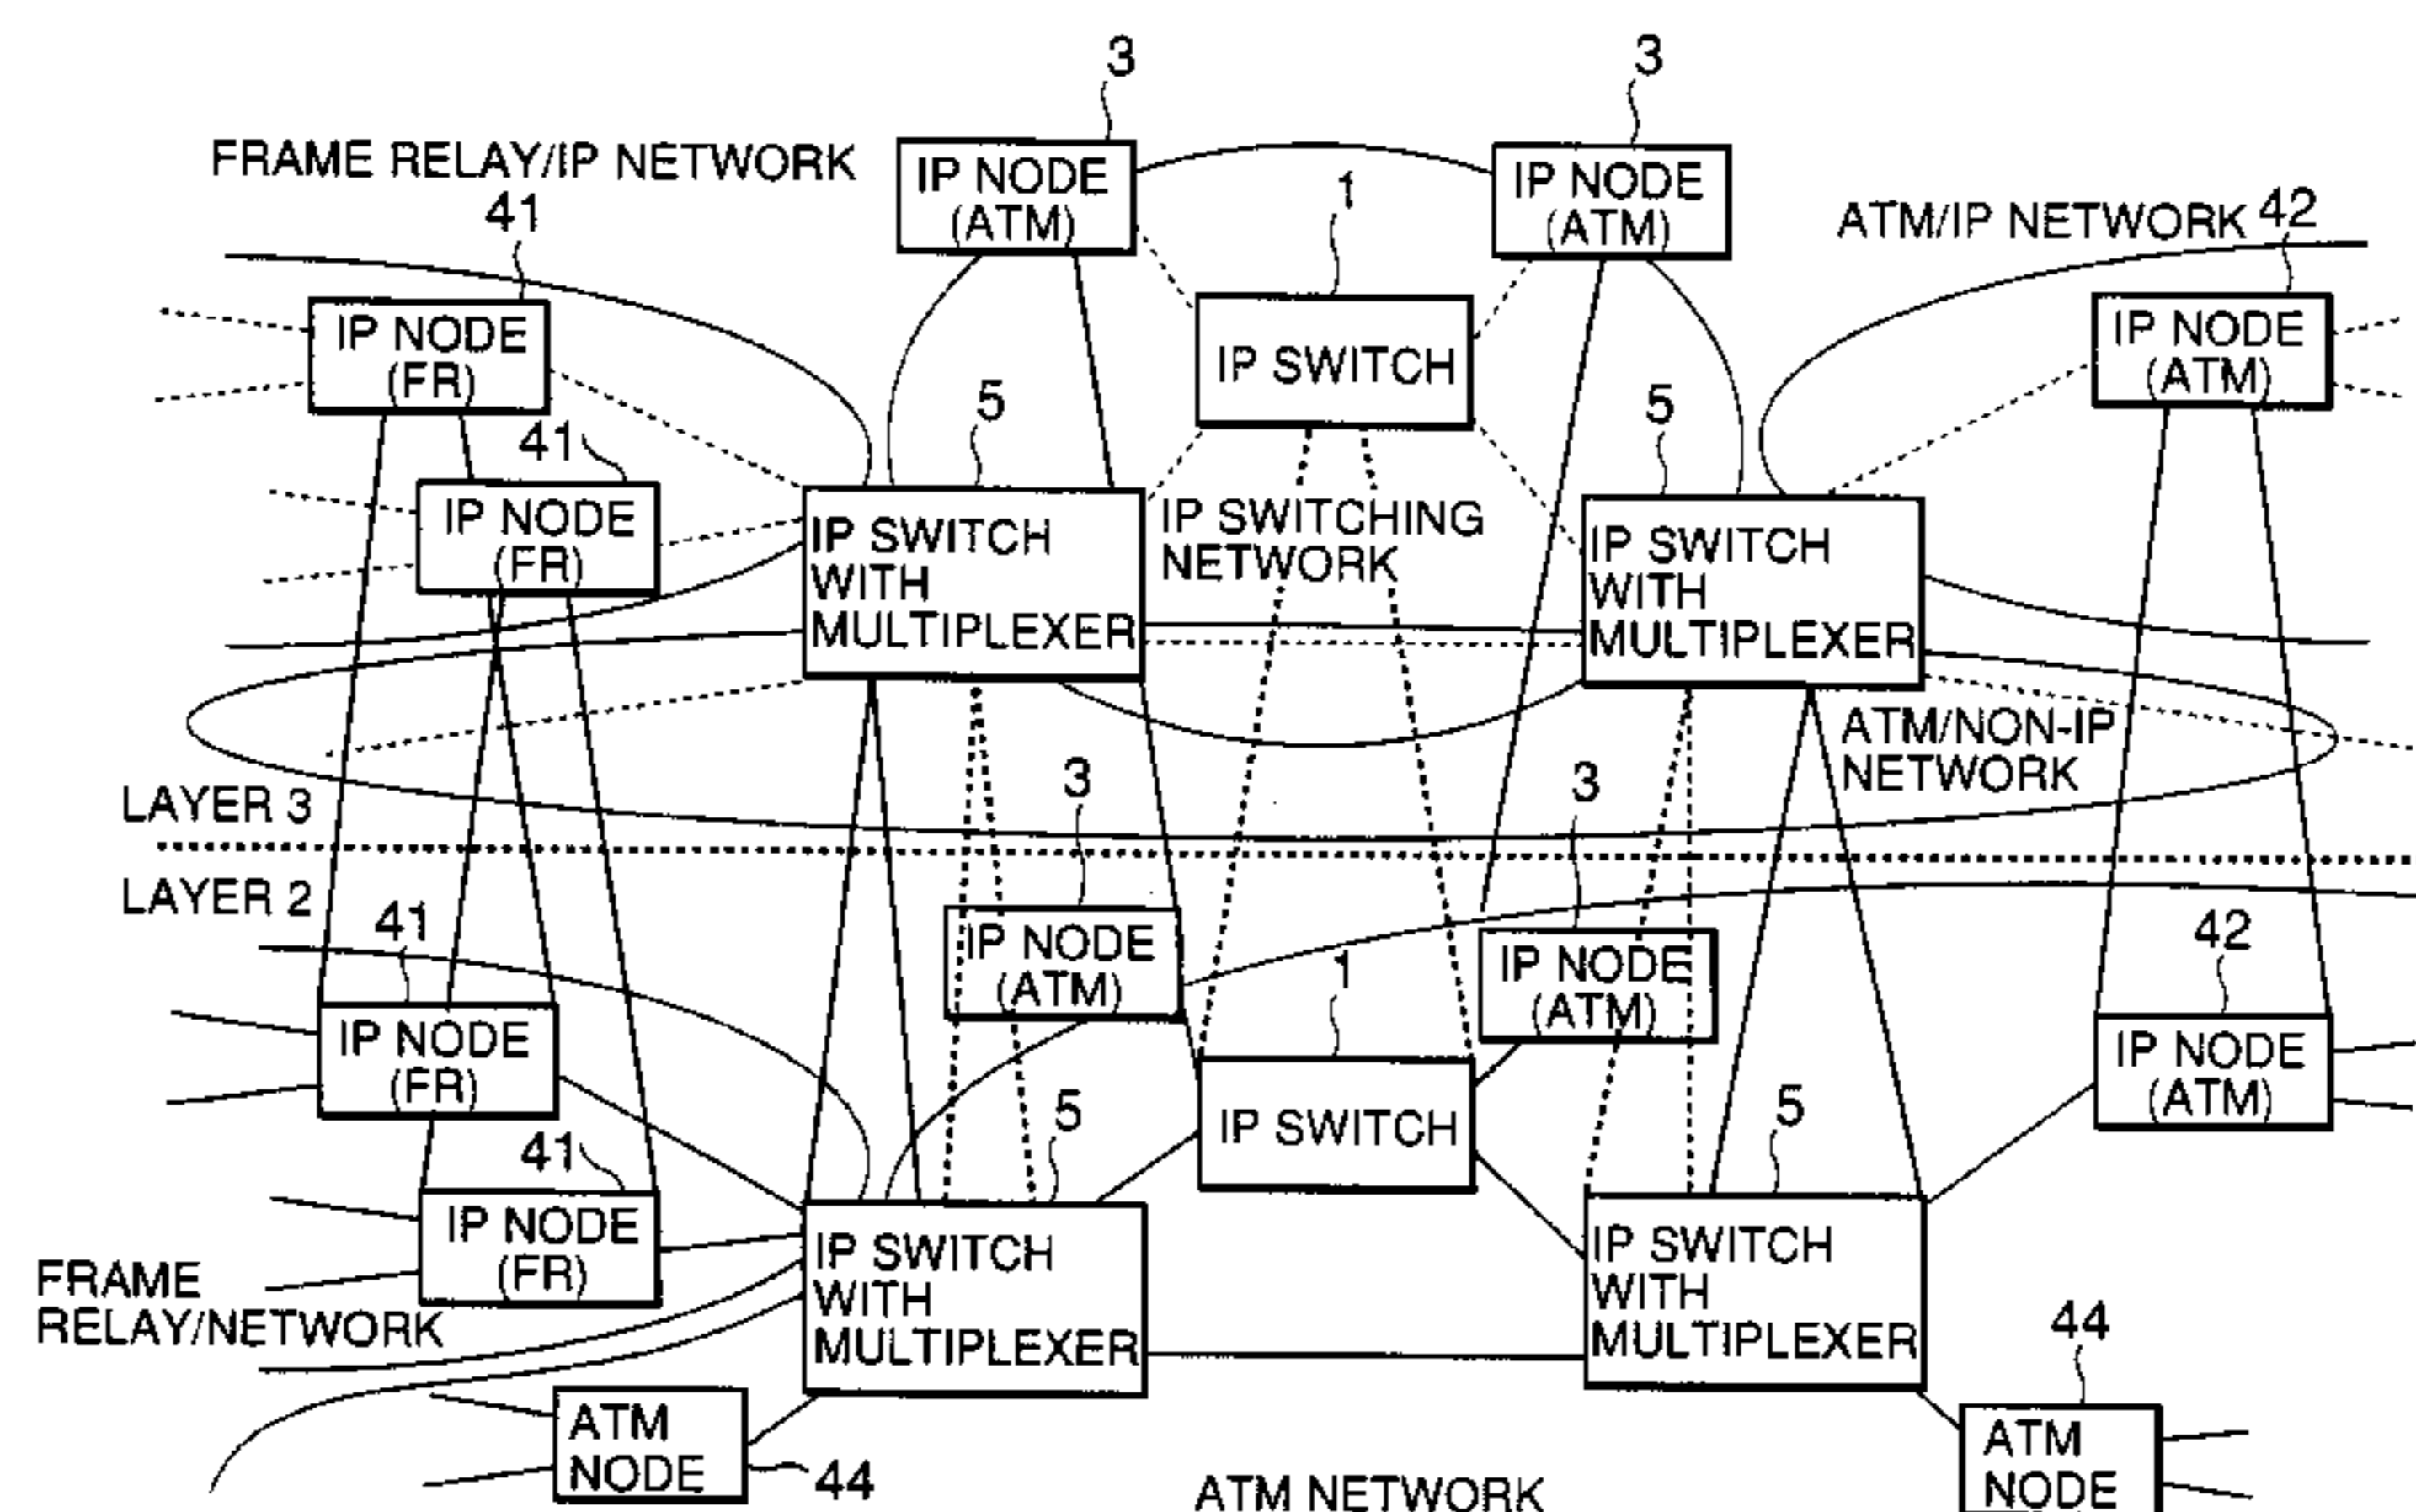 3
3
FRAME RELAY/IP NETWORK
IP NODE
(ATM)
IP NODE
(ATM)
1
41
ATM/IP NETWORK
42
IP NODE
(FR)
IP SWITCH
IP NODE
(ATM)
5
5
41
IP NODE
(FR)
IP SWITCH
WITH
MULTIPLEXER
IP SWITCHING
NETWORK
IP SWITCH
WITH
MULTIPLEXER
ATM/NON-IP
NETWORK
LAYER 3
3
3
LAYER 2
41
IP NODE
(ATM)
1
IP NODE
(ATM)
42
IP NODE
(FR)
IP SWITCH
IP NODE
(ATM)
41
5
5
IP NODE
(FR)
FRAME
RELAY/NETWORK
IP SWITCH
WITH
MULTIPLEXER
IP SWITCH
WITH
MULTIPLEXER
44
ATM
NODE
44
ATM NETWORK
ATM
NODE